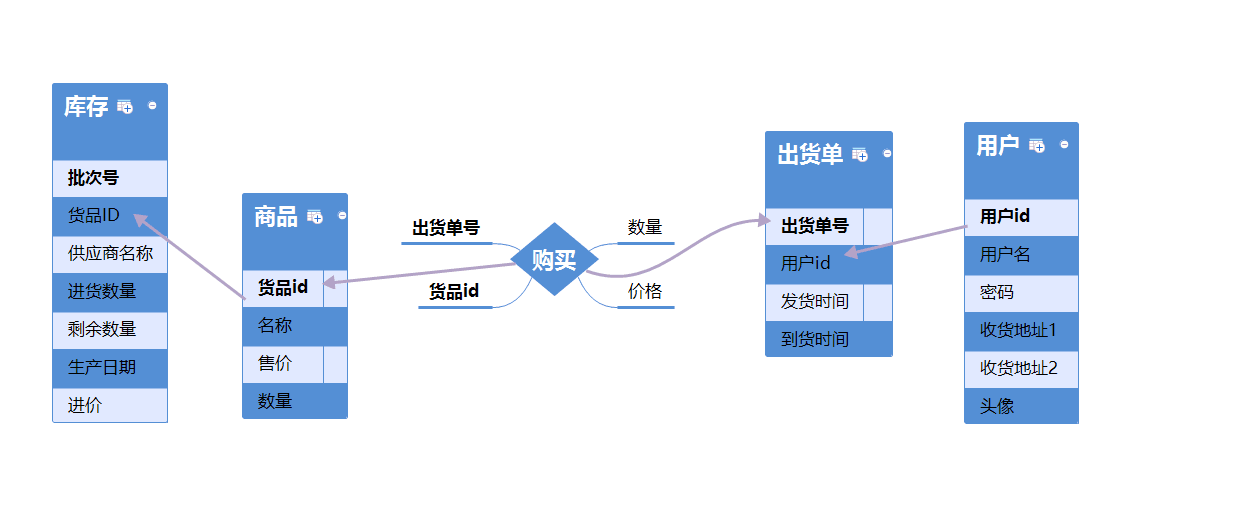 库存
批次号
货品ID
供应商名称
进货数量
剩余数量
生产日期
进价
商品
货品id
名称
售价
数量
出货单号
货品id
购买
数量
价格
出货单
出货单号
用户id
发货时间
到货时间
用户
用户id
用户名
密码
收货地址1
收货地址2
头像